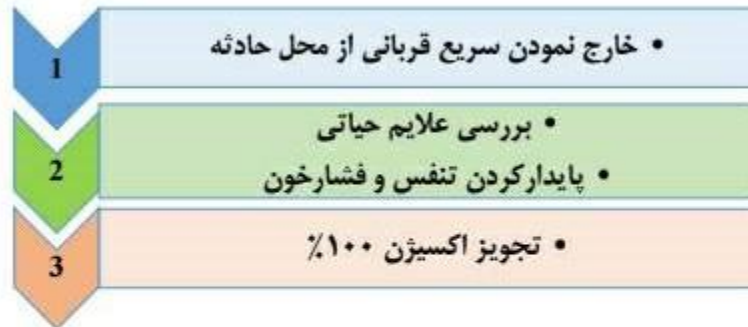 1
• خارج نمودن سریع قربانی از محل حادثه
2
• بررسی علایم حیاتی
• پایدارکردن تنفس و فشارخون
3
• تجویز اکسیژن ۱۰۰٪